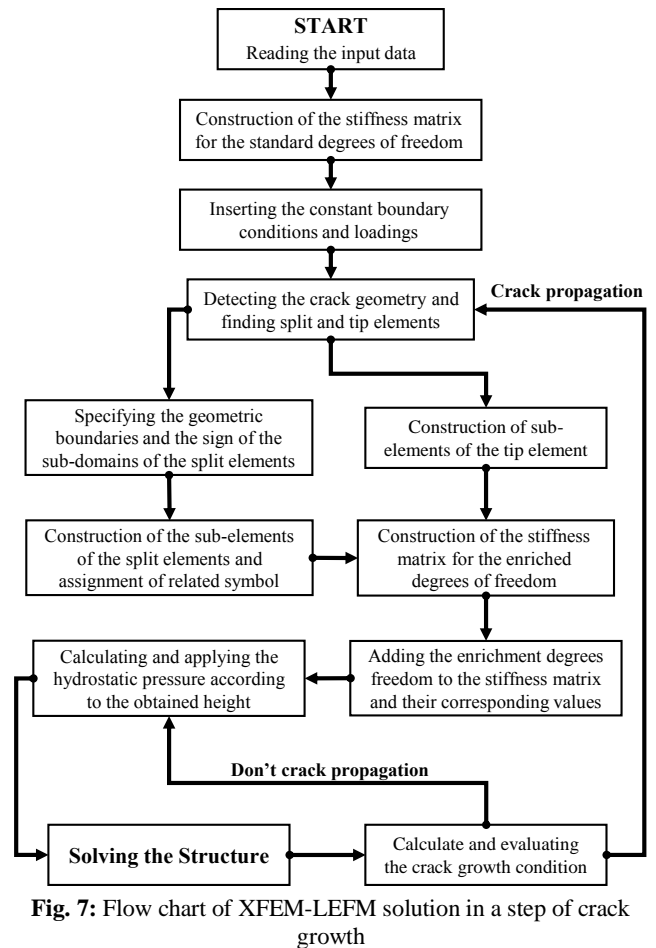 START
Reading the input data
Construction of the stiffness matrix
for the standard degrees of freedom
Inserting the constant boundary
conditions and loadings
Detecting the crack geometry and
finding split and tip elements
Crack propagation
Specifying the geometric
boundaries and the sign of the
sub-domains of the split elements
Construction of sub-
elements of the tip element
Construction of the sub-elements
of the split elements and
assignment of related symbol
Construction of the stiffness
matrix for the enriched
degrees of freedom
Calculating and applying the
hydrostatic pressure according
to the obtained height
Adding the enrichment degrees
freedom to the stiffness matrix
and their corresponding values
Don’t crack propagation
Solving the Structure
Calculate and evaluating
the crack growth condition
Fig. 7: Flow chart of XFEM-LEFM solution in a step of crack
growth